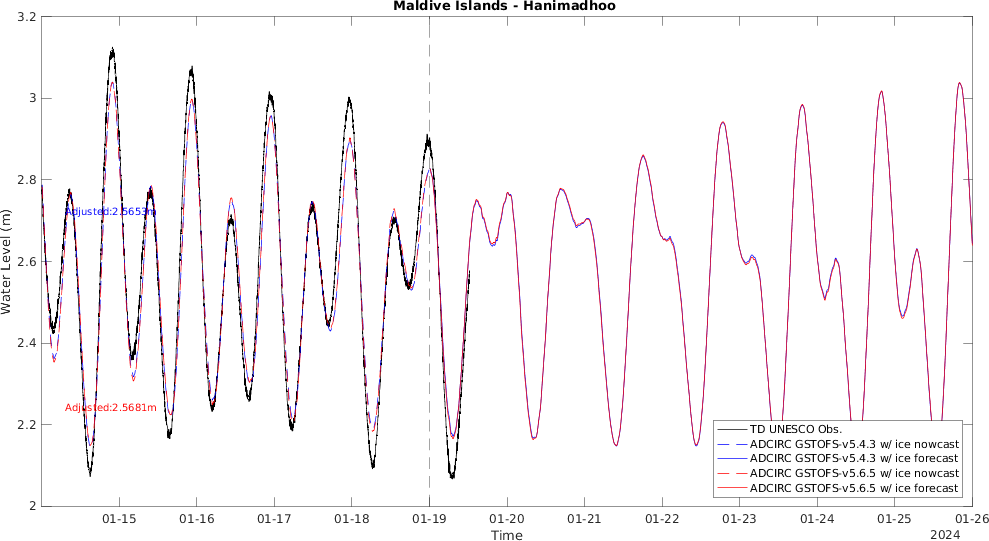 Maldive Islands - Hanimadhoo
3.2
3
2.8
2.6
2.4
2.2
2
Water Level (m)
Adjusted:2.5653m
Adjusted:2.5681m
TD UNESCO Obs.
ADCIRC GSTOFS-v5.4.3 w/ ice nowcast
ADCIRC GSTOFS-v5.4.3 w/ ice forecast
ADCIRC GSTOFS-v5.6.5 w/ ice nowcast
ADCIRC GSTOFS-v5.6.5 w/ ice forecast
01-15 01-16 01-17 01-18 01-19 01-20 01-21 01-22 01-23 01-24 01-25 01-26
Time
2024